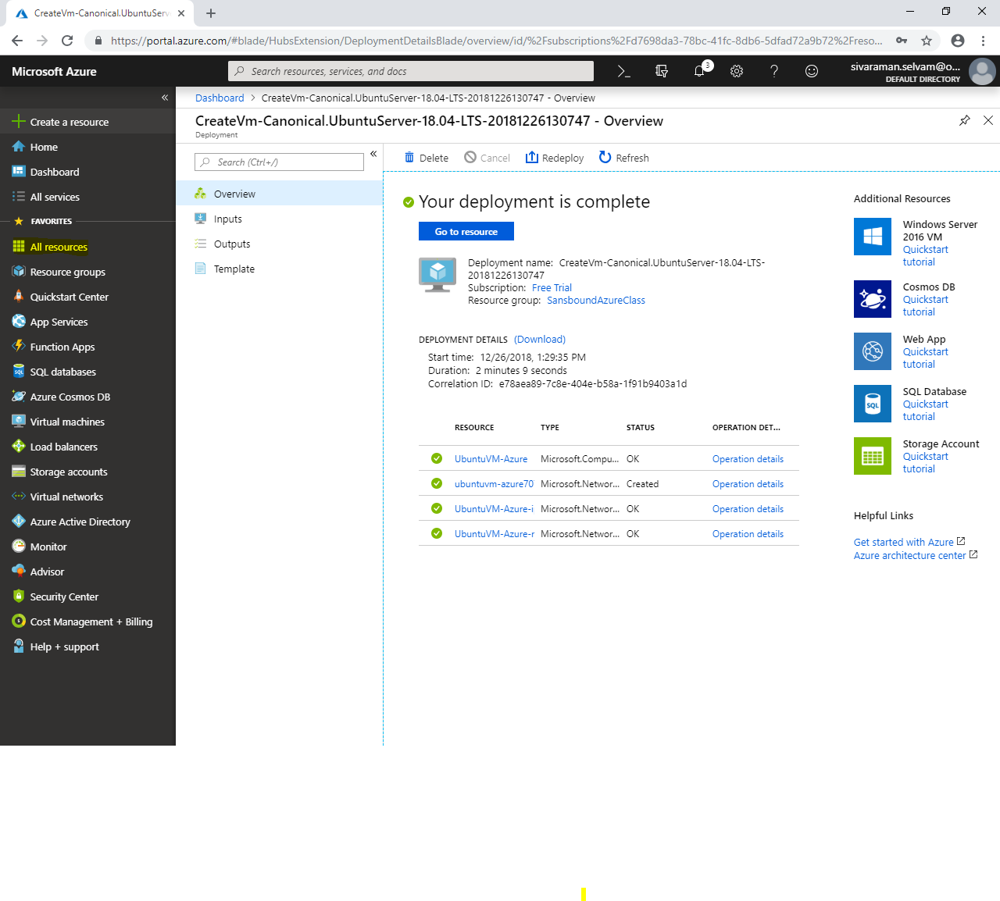 CreateVm-Canonical.UbuntuServ
https://portal.azure.com/#blade/HubsExtension/DeploymentDetailsBlade/overview/id/%2Fsubscriptions%2Fd7698da3-78bc-41fc-8db6-5dfad72a9b72%2Freso...
Microsoft Azure
Search resources, services, and docs
3
sivaraman.selvam@o...
DEFAULT DIRECTORY
Dashboard > CreateVm-Canonical.UbuntuServer-18.04-LTS-20181226130747 - Overview
CreateVm-Canonical.UbuntuServer-18.04-LTS-20181226130747 - Overview
Deployment
Create a resource
Home
Dashboard
All services
FAVORITES
All resources
Resource groups
Quickstart Center
App Services
Function Apps
SQL databases
Azure Cosmos DB
Virtual machines
Load balancers
Storage accounts
Virtual networks
Azure Active Directory
Monitor
Advisor
Security Center
Cost Management + Billing
Help + support
Search (Ctrl+/)
Overview
Inputs
Outputs
Template
Delete Cancel Redeploy Refresh
Your deployment is complete
Go to resource
Deployment name: CreateVm-Canonical.UbuntuServer-18.04-LTS-
20181226130747
Subscription: Free Trial
Resource group: SansboundAzureClass
DEPLOYMENT DETAILS (Download)
Start time: 12/26/2018, 1:29:35 PM
Duration: 2 minutes 9 seconds
Correlation ID: e78aea89-7c8e-404e-b58a-1f91b9403a1d
RESOURCE TYPE STATUS OPERATION DET...
UbuntuVM-Azure Microsoft.Compu... OK Operation details
ubuntuvm-azure70 Microsoft.Networ... Created Operation details
UbuntuVM-Azure-i Microsoft.Networ... OK Operation details
UbuntuVM-Azure-r Microsoft.Networ... OK Operation details
Additional Resources
Windows Server
2016 VM
Quickstart
tutorial
Cosmos DB
Quickstart
tutorial
Web App
Quickstart
tutorial
SQL
SQL Database
Quickstart
tutorial
Storage Account
Quickstart
tutorial
Helpful Links
Get started with Azure
Azure architecture center